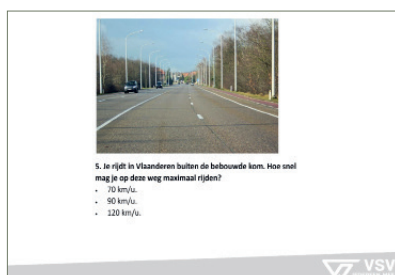 5. Je rijdt in Vlaanderen buiten de bebouwde kom. Hoe snel
mag je op deze weg maximaal rijden?
• 70 km/u.
• 90 km/u.
• 120 km/u.
VSV